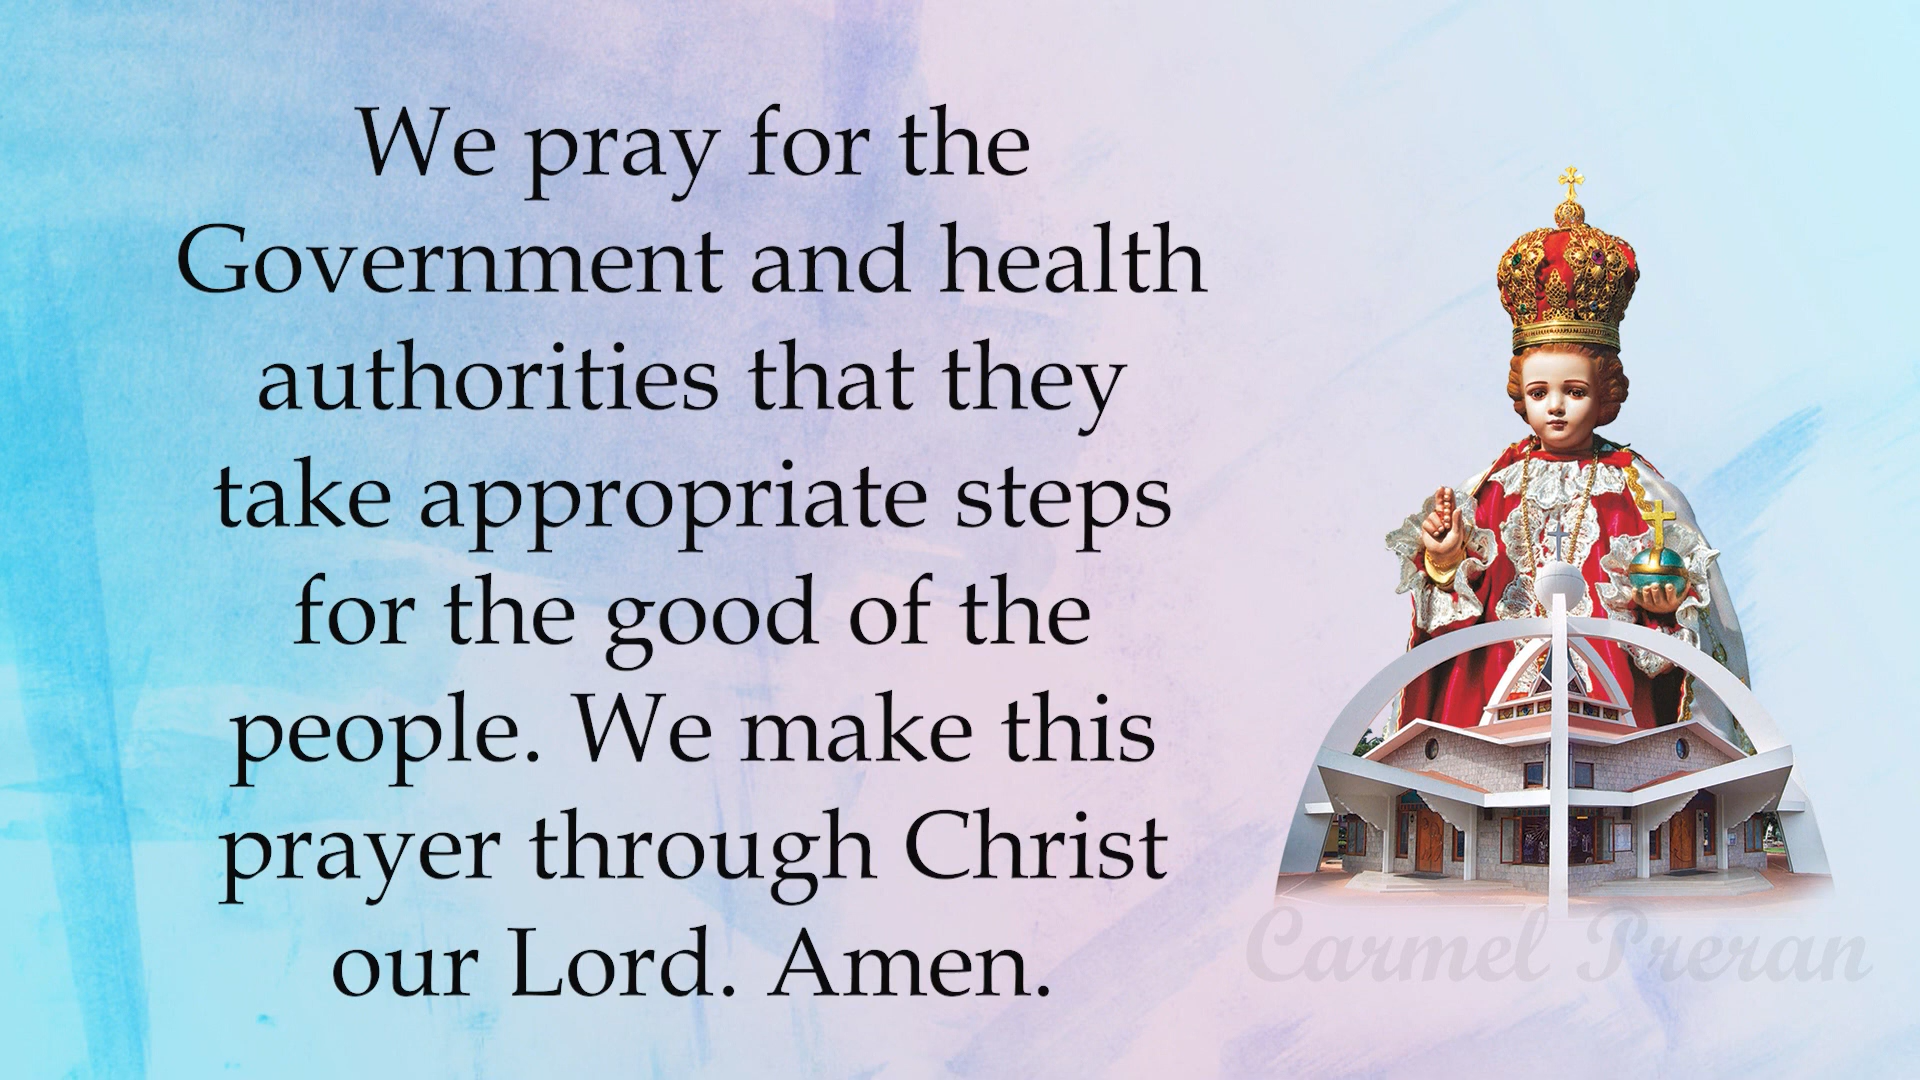 We pray for the
Government and health
authorities that they
take appropriate steps
for the good of the
people. We make this
prayer through Christ
our Lord. Amen.
Carmel Preran